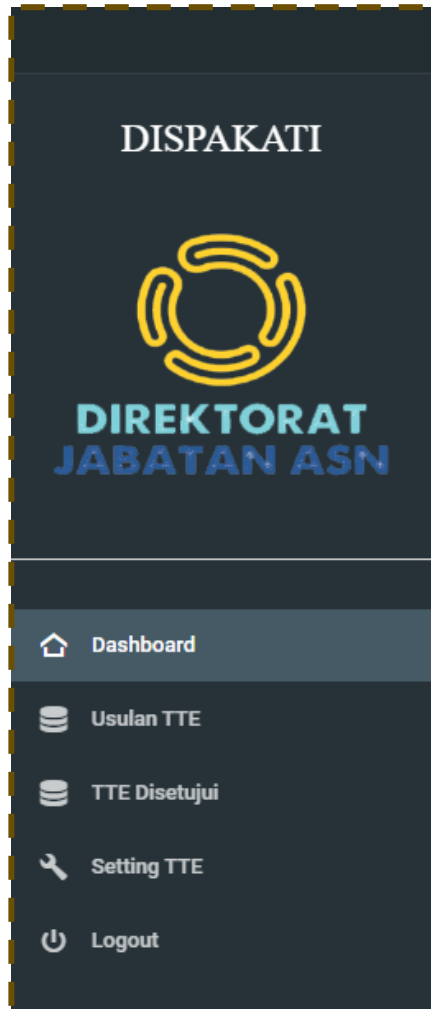 DISPAKATI
DIREKTORAT
JABATAN ASN
Dashboard
Usulan TTE
TTE Disetujui
Setting TTE
Logout